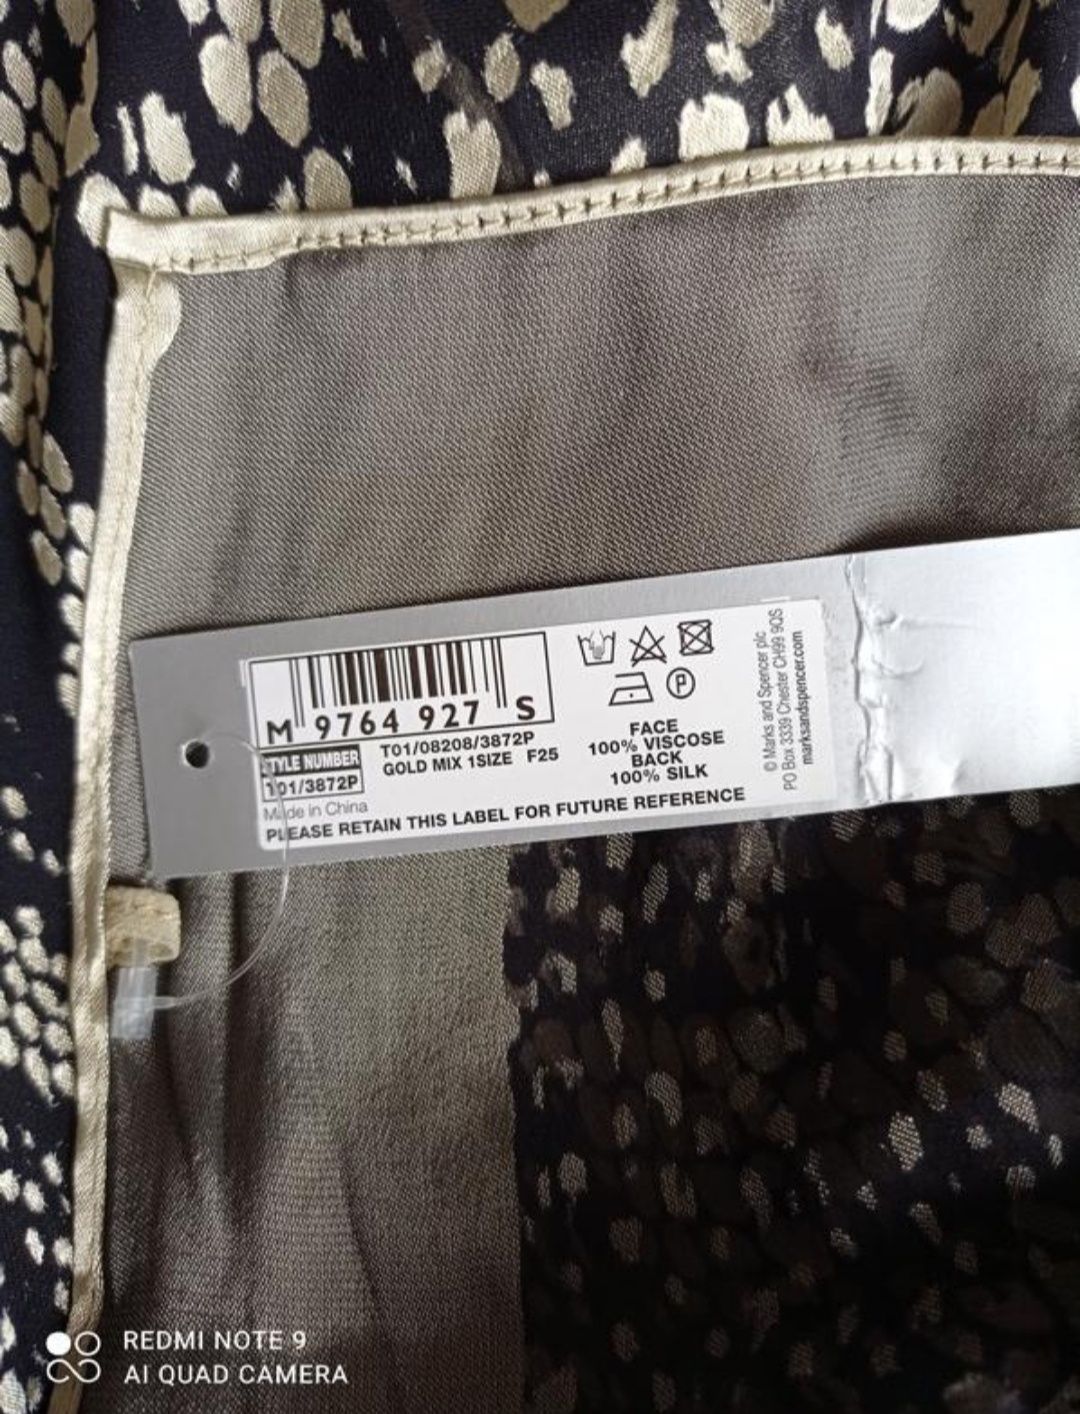 M 9764 927 S
STYLE NUMBER
T01/3872P
T01/08208/3872P
GOLD MIX 1SIZE F25
Made in China
PLEASE RETAIN THIS LABEL FOR FUTURE REFERENCE
P
FACE
100% VISCOSE
BACK
100% SILK
© Marks and Spencer plc
PO Box 3339 Chester CH99 9QS
marksandspencer.com
REDMI NOTE 9
AI QUAD CAMERA